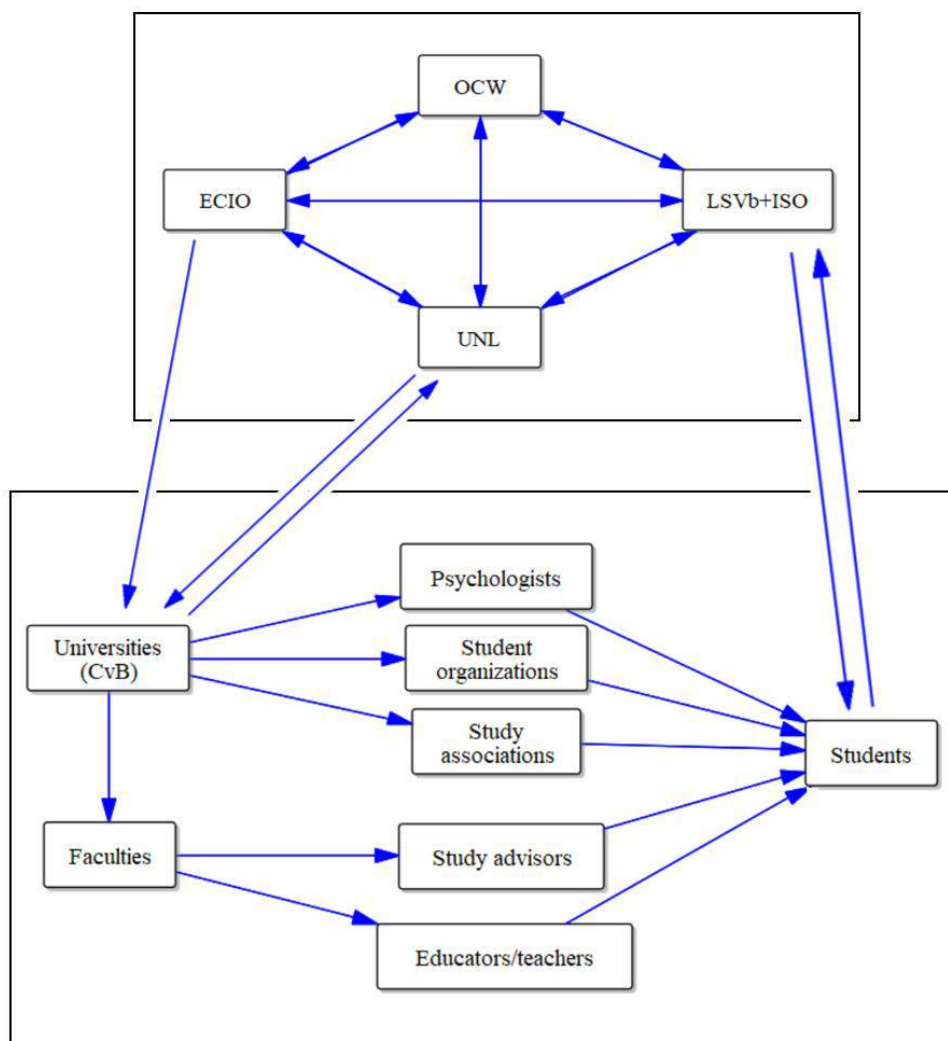 OCW
ECIO
LSVb+ISO
UNL
Psychologists
Universities
(CvB)
Student
organizations
Study
associations
Students
Faculties
Study advisors
Educators/teachers